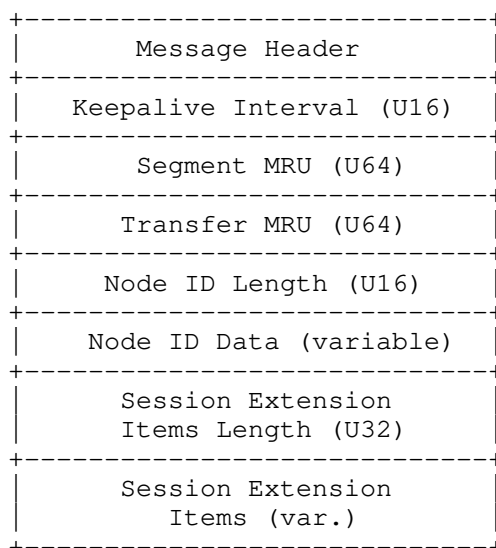 Message Header
Keepalive Interval (U16)
Segment MRU (U64)
Transfer MRU (U64)
Node ID Length (U16)
Node ID Data (variable)
Session Extension
Items Length (U32)
Session Extension
Items (var.)